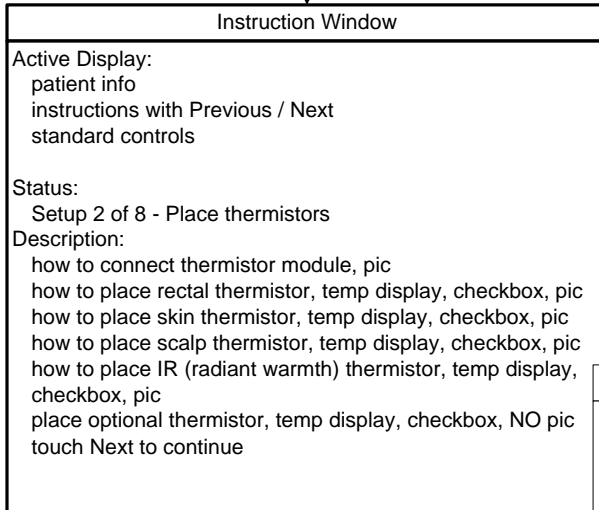 Instruction Window
Active Display:
patient info
instructions with Previous / Next
standard controls
Status:
Setup 2 of 8 - Place thermistors
Description:
how to connect thermistor module, pic
how to place rectal thermistor, temp display, checkbox, pic
how to place skin thermistor, temp display, checkbox, pic
how to place scalp thermistor, temp display, checkbox, pic
how to place IR (radiant warmth) thermistor, temp display,
checkbox, pic
place optional thermistor, temp display, checkbox, NO pic
touch Next to continue